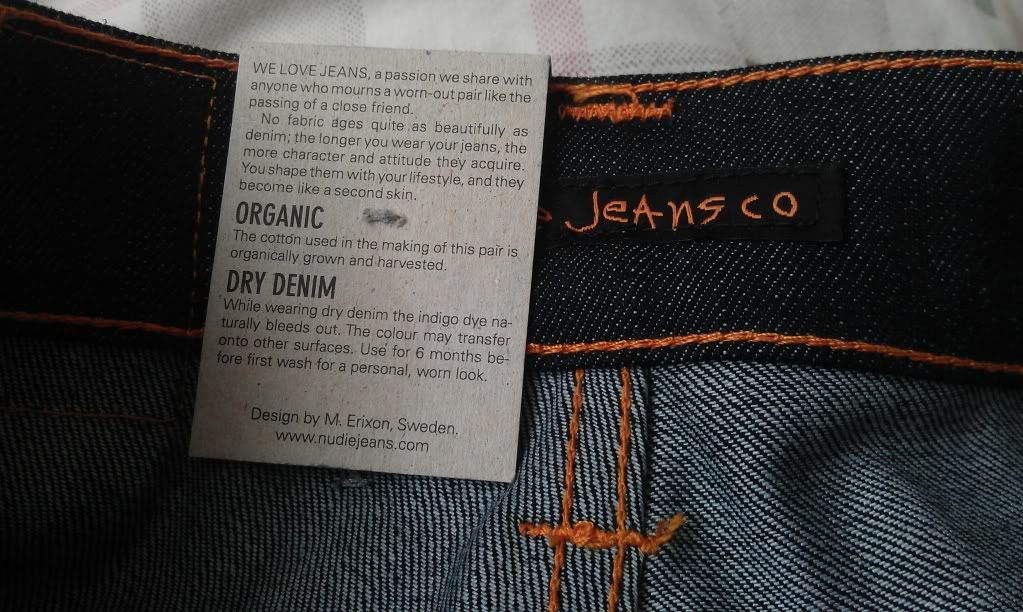 WE LOVE JEANS, a passion we share with
anyone who mourns a worn-out pair like the
passing of a close friend.
No fabric ages quite as beautifully as
denim; the longer you wear your jeans, the
more character and attitude they acquire.
You shape them with your lifestyle, and they
become like a second skin.
ORGANIC
The cotton used in the making of this pair is
organically grown and harvested.
DRY DENIM
While wearing dry denim the indigo dye na-
turally bleeds out. The colour may transfer
onto other surfaces. Use for 6 months be-
fore first wash for a personal, worn look.
Design by M. Erixon, Sweden.
www.nudiejeans.com
JeAnS CO